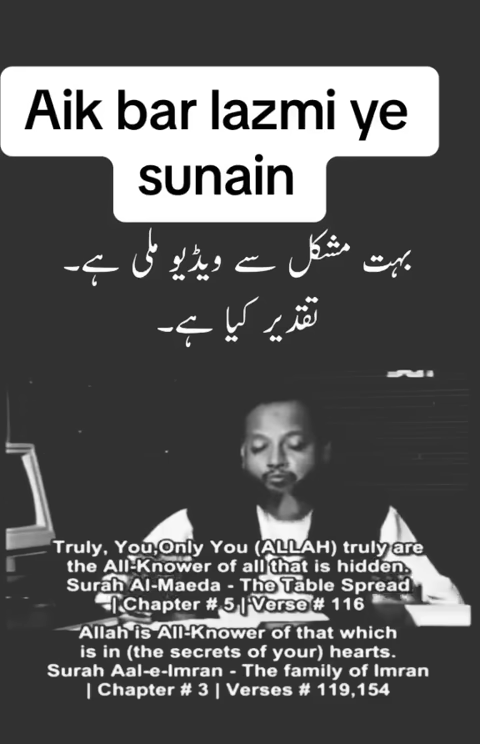 Aik bar lazmi ye
sunain
بہت مشکل سے ویڈیو ملی ہے۔
تقدیر کیا ہے۔
Truly, You,Only You (ALLAH) truly are
the All-Knower of all that is hidden.
Surah Al-Maeda - The Table Spread
| Chapter # 5 | Verse # 116
Allah is All-Knower of that which
is in (the secrets of your) hearts.
Surah Aal-e-Imran - The family of Imran
| Chapter # 3 | Verses # 119,154